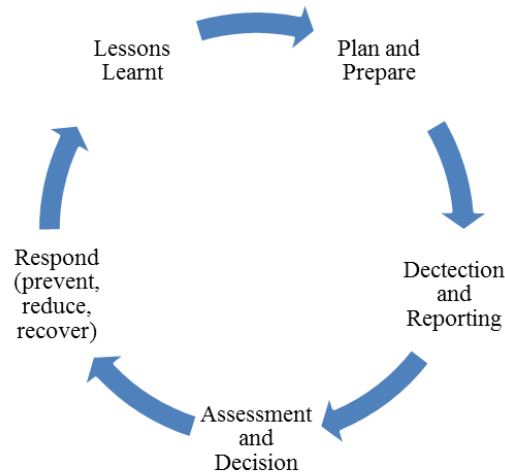 Lessons
Learnt
Plan and
Prepare
Dectection
and
Reporting
Assessment
and
Decision
Respond
(prevent,
reduce,
recover)